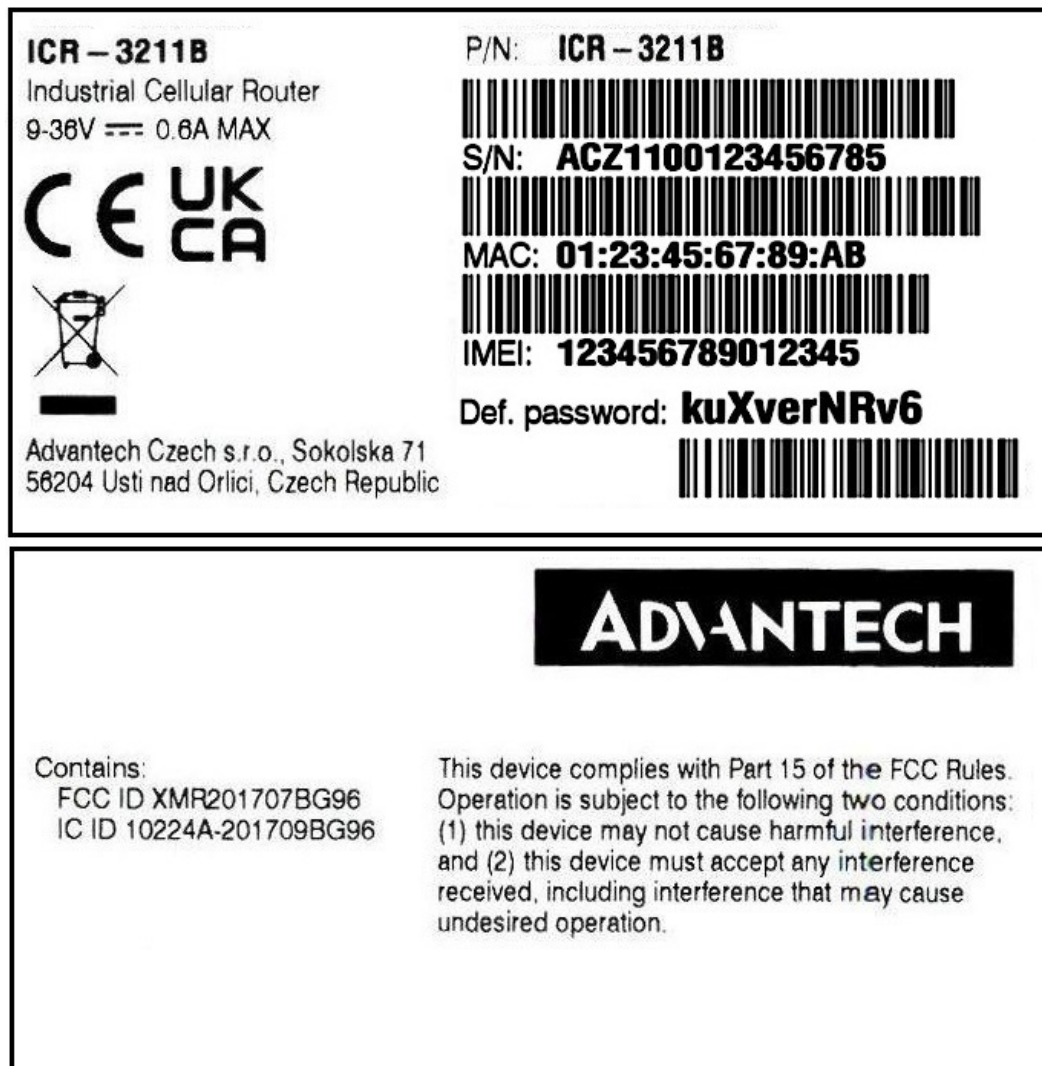 ICR – 3211B
Industrial Cellular Router
9-36V 0.6A MAX
CE UK CA
Advantech Czech s.r.o., Sokolska 71
56204 Usti nad Orlici, Czech Republic
P/N: ICR – 3211B
S/N: ACZ1100123456785
MAC: 01:23:45:67:89:AB
IMEI: 123456789012345
Def. password: kuXverNRv6
ADVANTECH
Contains:
FCC ID XMR201707BG96
IC ID 10224A-201709BG96
This device complies with Part 15 of the FCC Rules.
Operation is subject to the following two conditions:
(1) this device may not cause harmful interference,
and (2) this device must accept any interference
received, including interference that may cause
undesired operation.